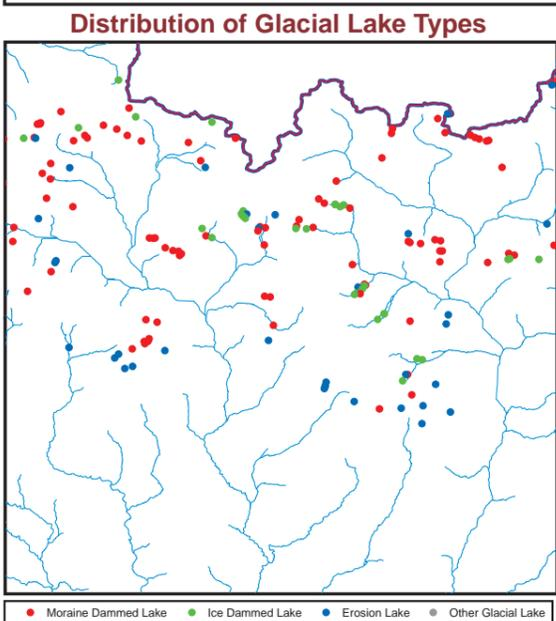 Distribution of Glacial Lake Types
Moraine Dammed Lake Ice Dammed Lake Erosion Lake Other Glacial Lake